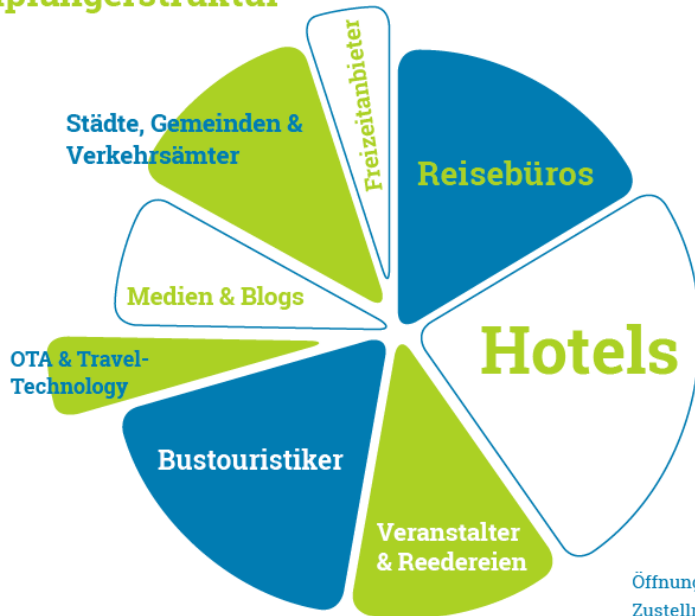 Freizeitanbieter
Städte, Gemeinden &
Verkehrsämter
Reisebüros
Medien & Blogs
Hotels
OTA & Travel-
Technology
Bustouristiker
Veranstalter
& Reedereien